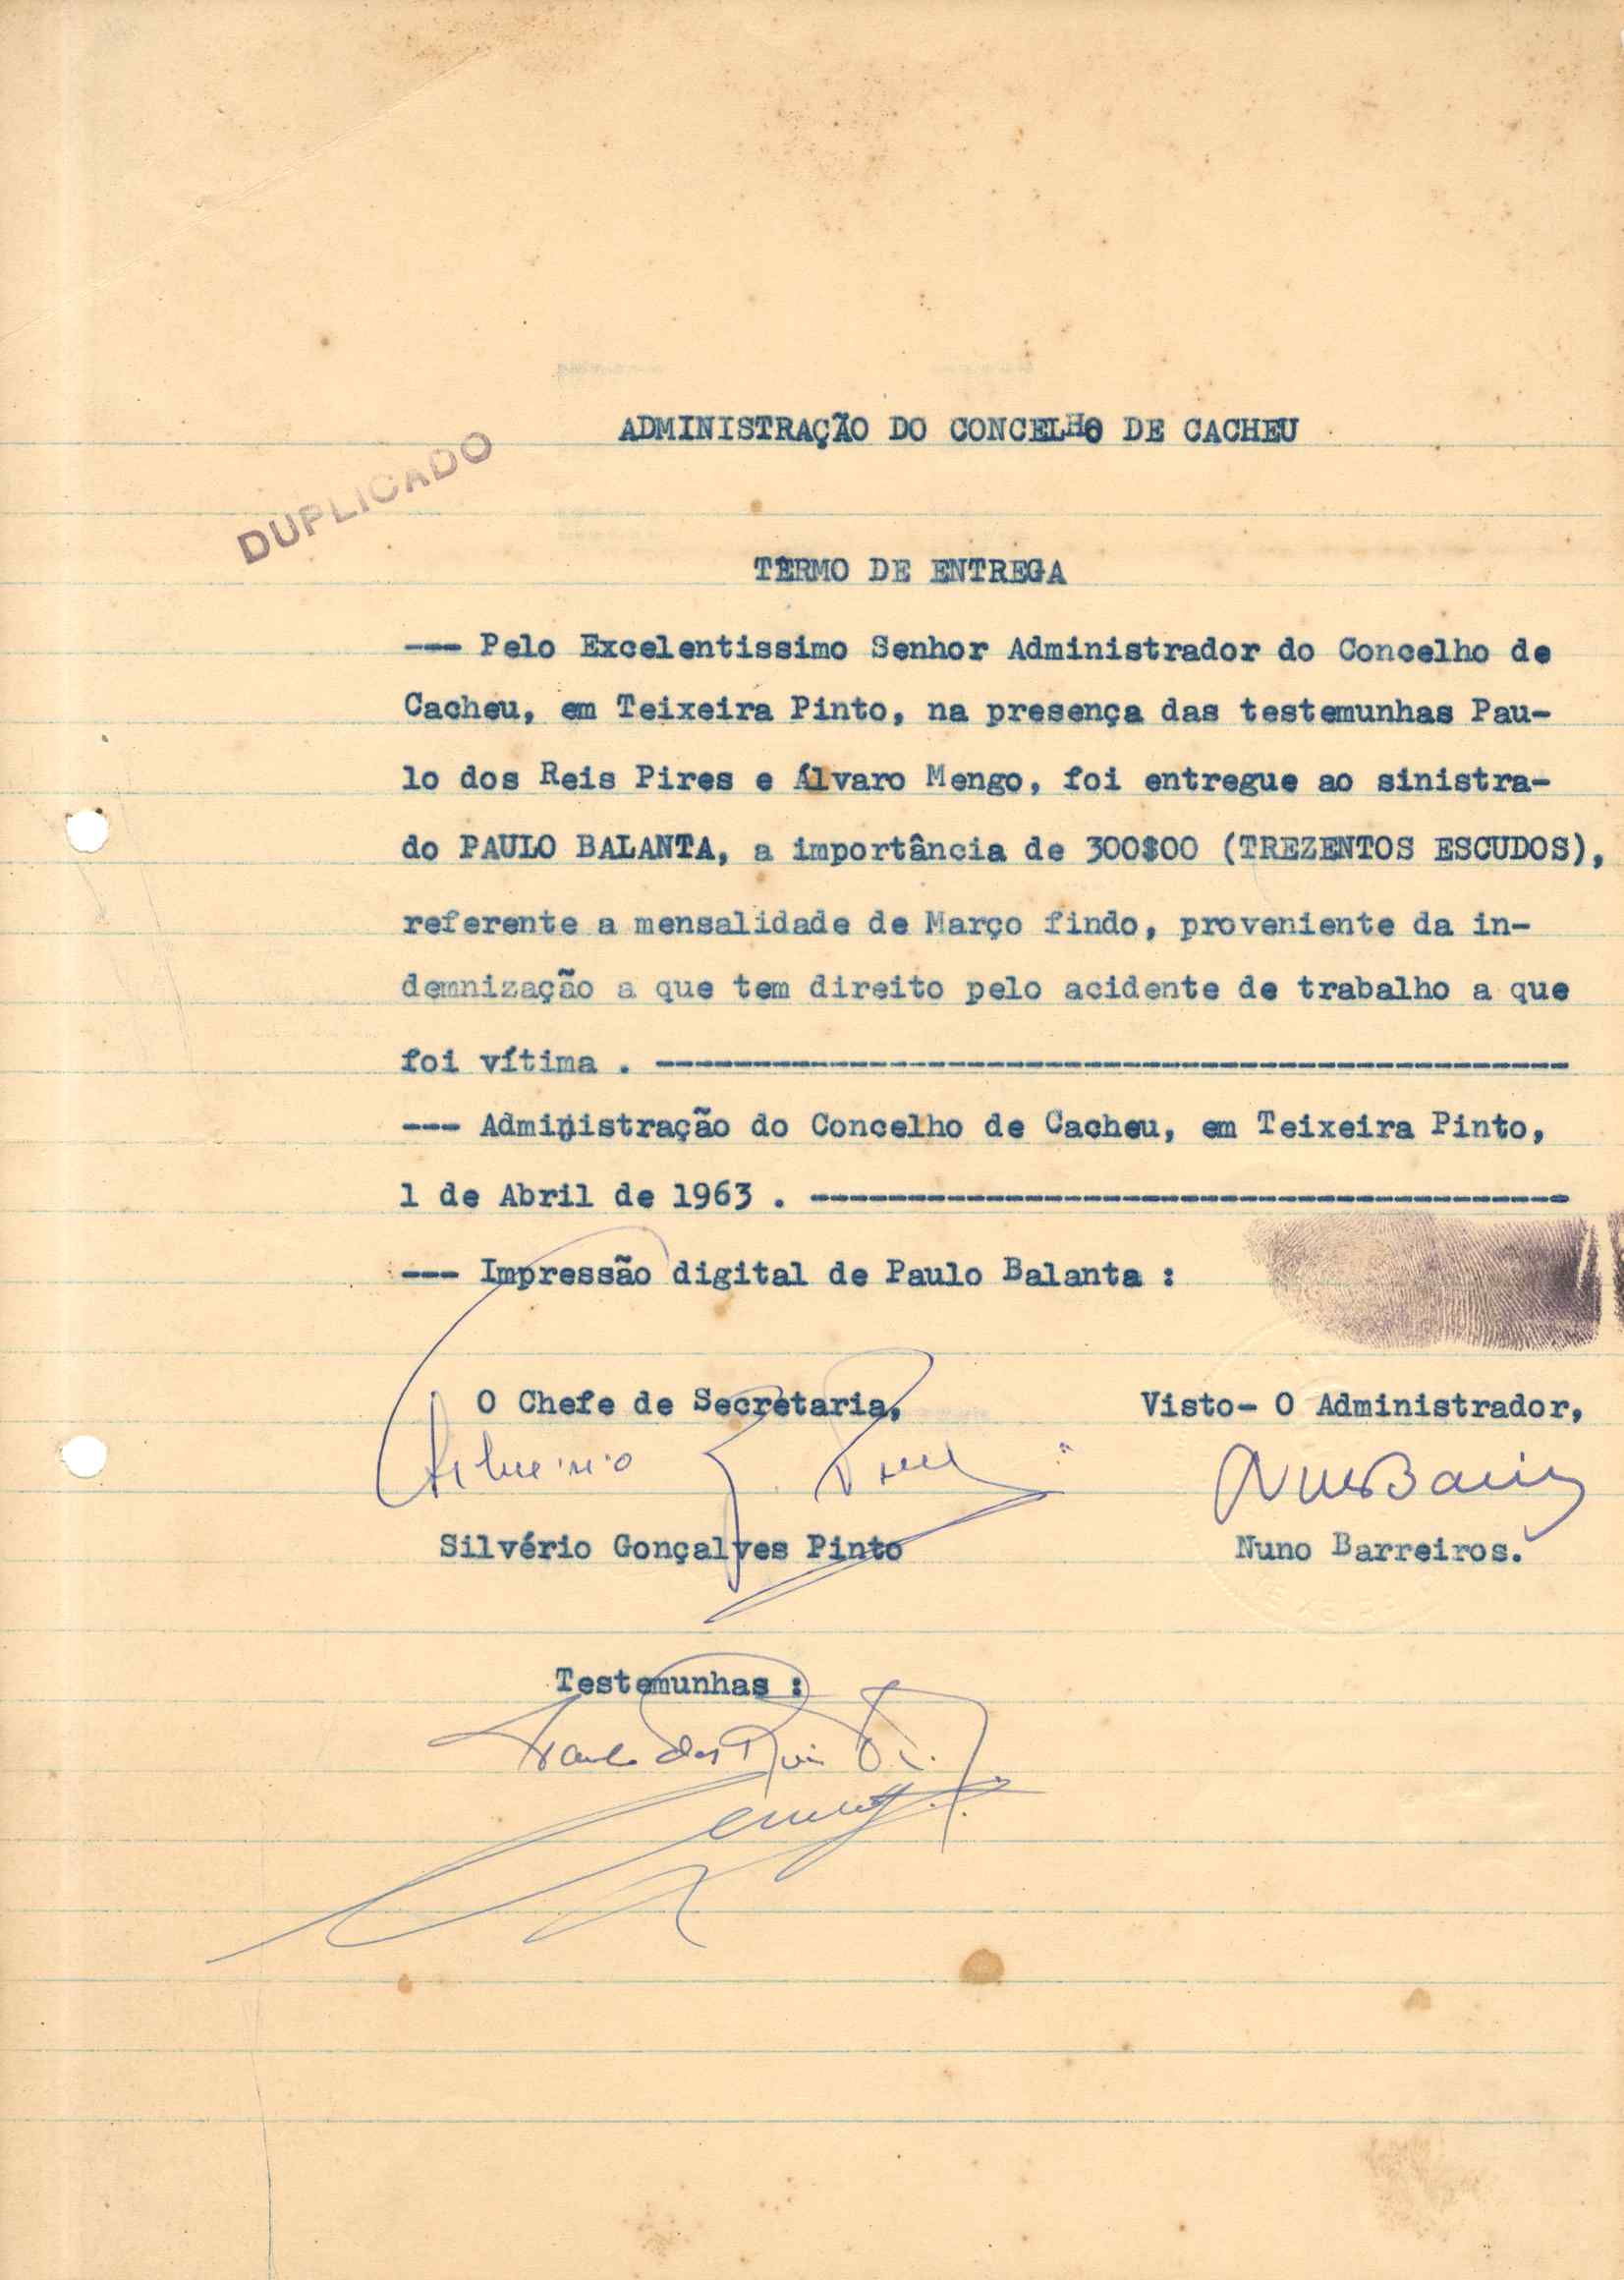 ADMINISTRAÇÃO DO CONCELHO DE CACHEU
DUPLICADO
TÊRMO DE ENTREGA
--- Pelo Excelentissimo Senhor Administrador do Concelho de
Cacheu, em Teixeira Pinto, na presença das testemunhas Pau-
lo dos Reis Pires e Álvaro Mengo, foi entregue ao sinistra-
do PAULO BALANTA, a importância de 300$00 (TREZENTOS ESCUDOS),
referente a mensalidade de Março findo, proveniente da in-
demnização a que tem direito pelo acidente de trabalho a que
foi vítima . -----------------------------------------------
--- Administração do Concelho de Cacheu, em Teixeira Pinto,
1 de Abril de 1963 . ---------------------------------------
--- Impressão digital de Paulo Balanta :
O Chefe de Secretaria, Visto- O Administrador,
Silvério Gonçalves Pinto Nuno Barreiros.
Testemunhas :
Paulo dos Reis